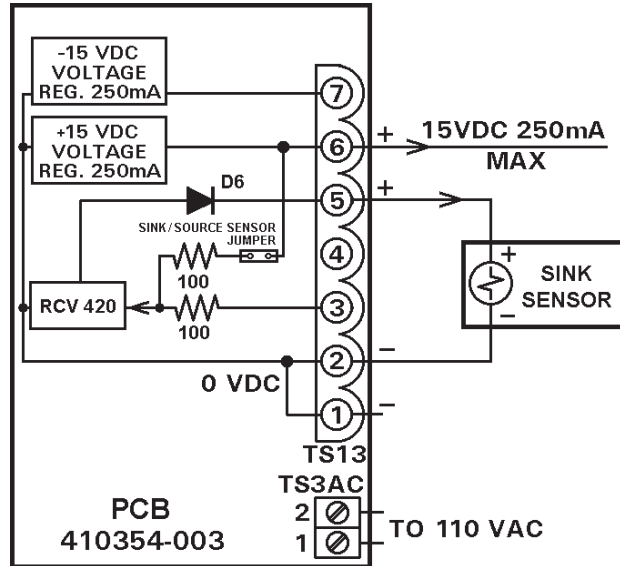 -15 VDC
VOLTAGE
REG. 250mA
7
+15 VDC
VOLTAGE
REG. 250mA
6
+
15VDC 250mA
MAX
D6
5
+
SINK/SOURCE SENSOR
JUMPER
4
100
+
SINK
SENSOR
−
RCV 420
3
100
2
−
0 VDC
1
−
TS13
TS3AC
2
1
TO 110 VAC
PCB
410354-003